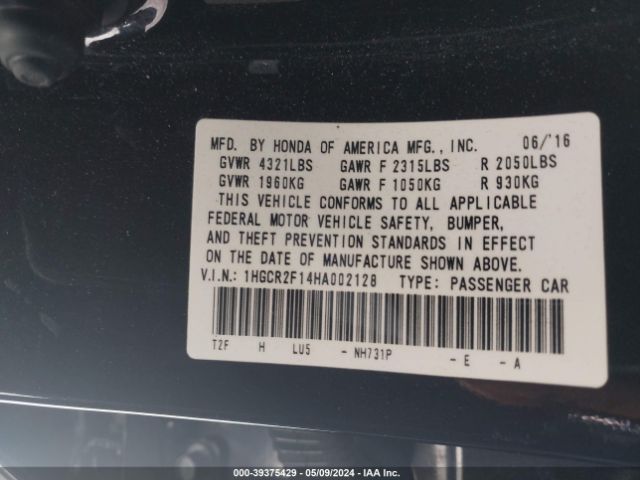 MFD. BY HONDA OF AMERICA MFG., INC. 06/'16
GVWR 4321LBS GAWR F 2315LBS R 2050LBS
GVWR 1960KG GAWR F 1050KG R 930KG
THIS VEHICLE CONFORMS TO ALL APPLICABLE
FEDERAL MOTOR VEHICLE SAFETY, BUMPER,
AND THEFT PREVENTION STANDARDS IN EFFECT
ON THE DATE OF MANUFACTURE SHOWN ABOVE.
V.I.N.: 1HGCR2F14HA002128 TYPE: PASSENGER CAR
T2F H LU5 - NH731P - E - A
000-39375429 - 05/09/2024 - IAA Inc.